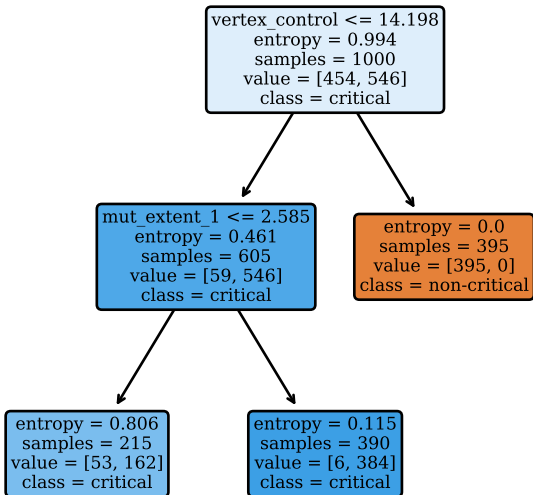 vertex_control <= 14.198
entropy = 0.994
samples = 1000
value = [454, 546]
class = critical
mut_extent_1 <= 2.585
entropy = 0.461
samples = 605
value = [59, 546]
class = critical
entropy = 0.0
samples = 395
value = [395, 0]
class = non-critical
entropy = 0.806
samples = 215
value = [53, 162]
class = critical
entropy = 0.115
samples = 390
value = [6, 384]
class = critical